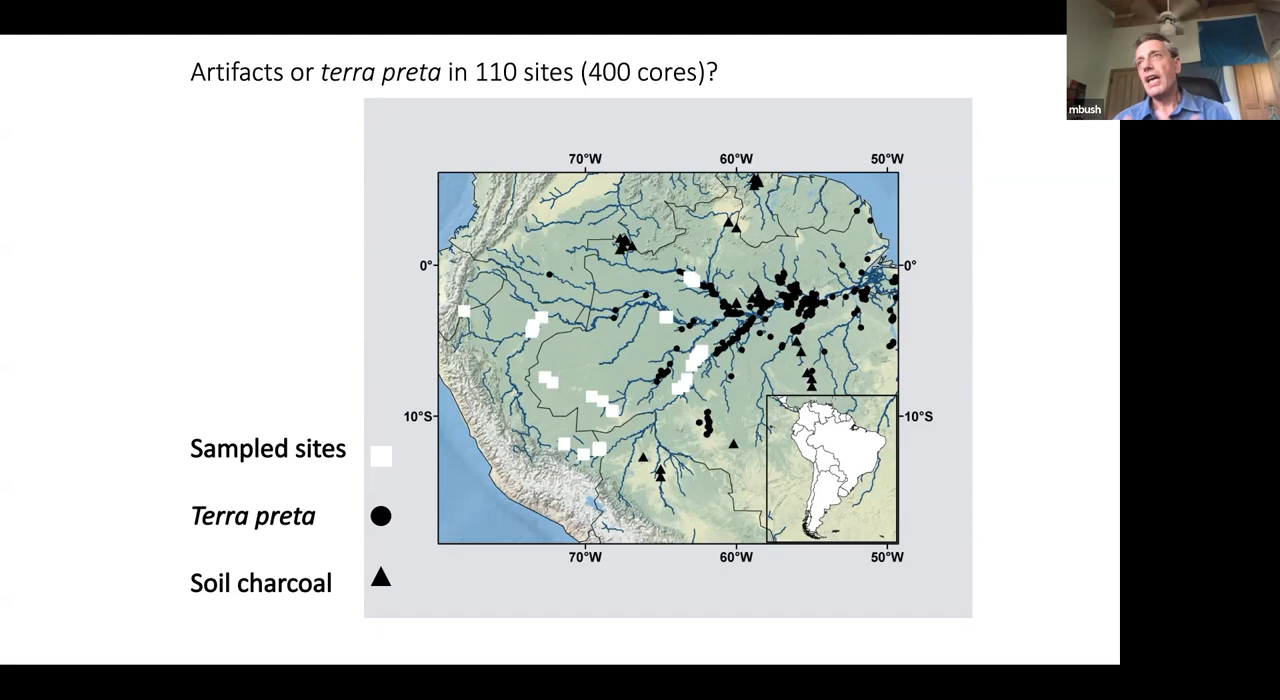 Artifacts or terra preta in 110 sites (400 cores)?
mbush
70°W 60°W 50°W
0° 0°
10°S 10°S
Sampled sites
Terra preta
Soil charcoal
70°W 60°W 50°W